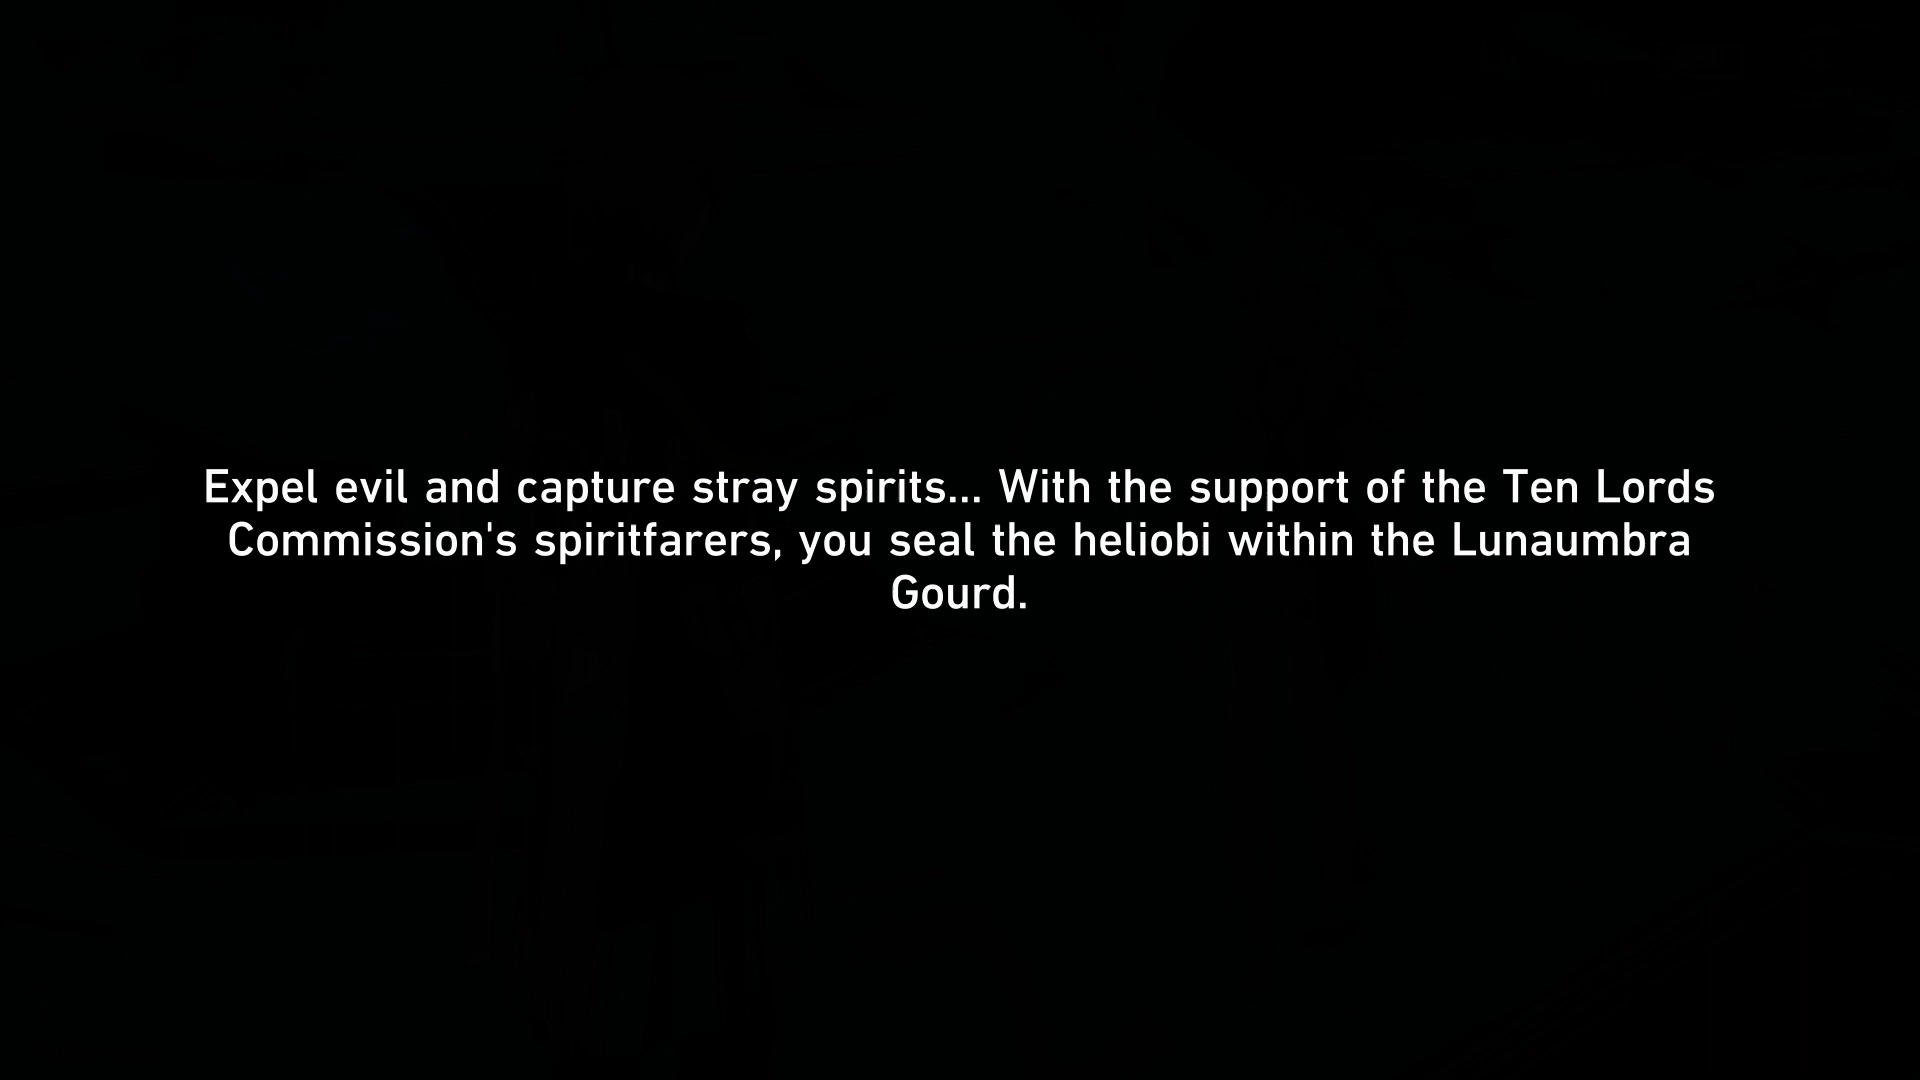 Expel evil and capture stray spirits... With the support of the Ten Lords
Commission's spiritfarers, you seal the heliobi within the Lunaumbra
Gourd.